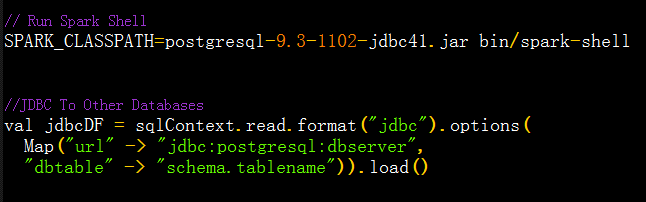 // Run Spark Shell
SPARK_CLASSPATH=postgresql-9.3-1102-jdbc41.jar bin/spark-shell
//JDBC To Other Databases
val jdbcDF = sqlContext.read.format("jdbc").options(
  Map("url" -> "jdbc:postgresql:dbserver",
  "dbtable" -> "schema.tablename")).load()